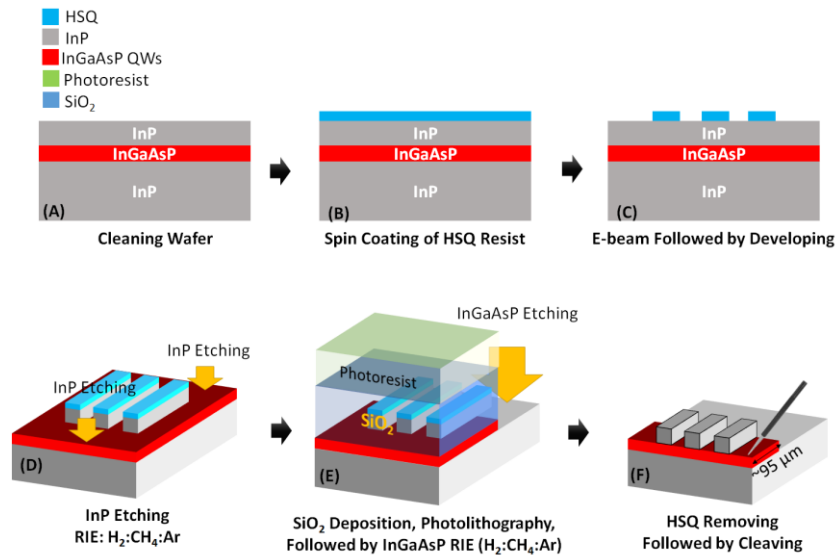 HSQ
InP
InGaAsP QWs
Photoresist
SiO₂
InP
InGaAsP
InP
(A)
Cleaning Wafer
InP
InGaAsP
InP
(B)
Spin Coating of HSQ Resist
InP
InGaAsP
InP
(C)
E-beam Followed by Developing
InP Etching
InP Etching
(D)
InP Etching
RIE: H₂:CH₄:Ar
InGaAsP Etching
Photoresist
SiO₂
(E)
SiO₂ Deposition, Photolithography,
Followed by InGaAsP RIE (H₂:CH₄:Ar)
~95 μm
(F)
HSQ Removing
Followed by Cleaving